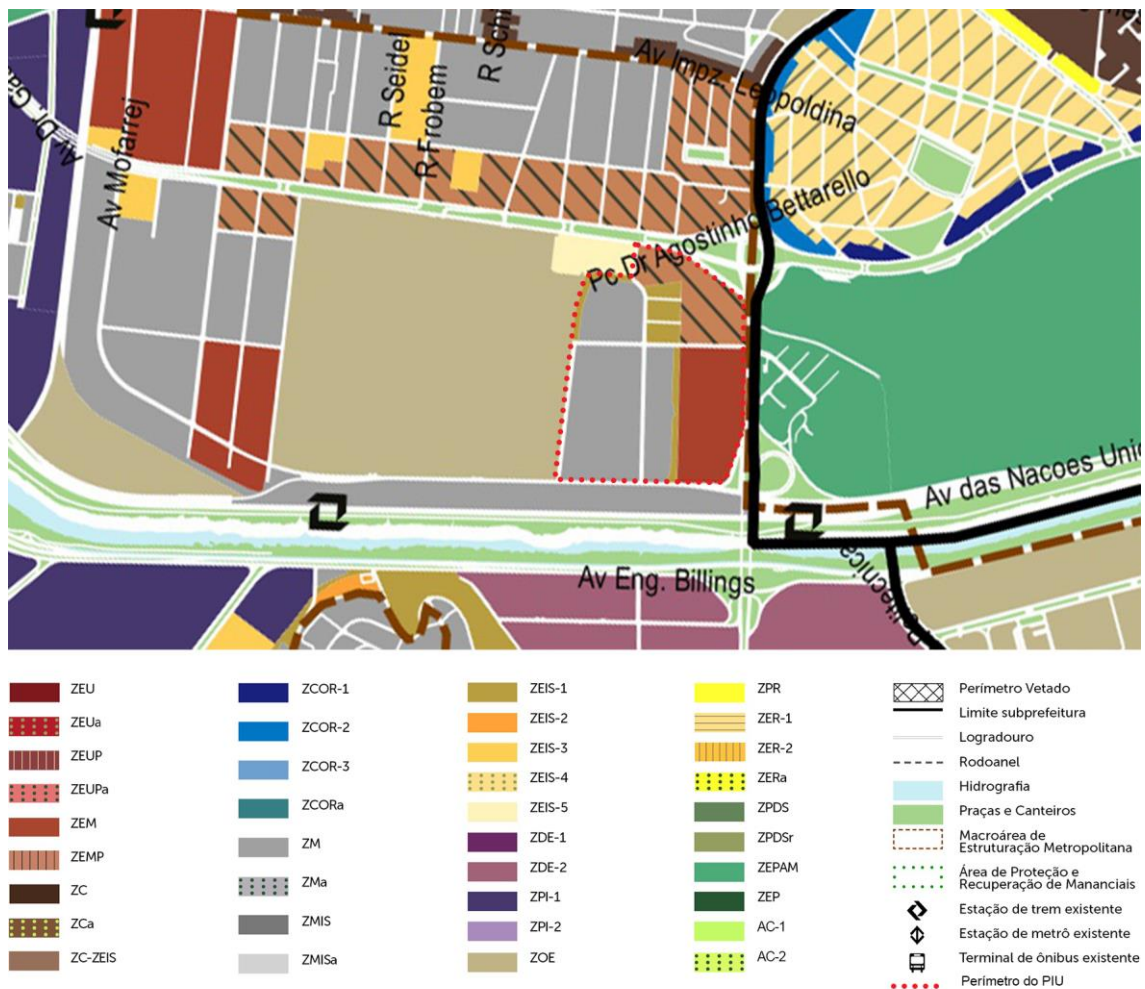 R Seidel
R Schi
R Frobem
Av Impz. Leopoldina
Av Mofarrej
Pc Dr Agostinho Bettarello
Av das Nacoes Unid
Av Eng. Billings
ZEU
ZEUa
ZEUP
ZEUPa
ZEM
ZEMP
ZC
ZCa
ZC-ZEIS
ZCOR-1
ZCOR-2
ZCOR-3
ZCORa
ZM
ZMa
ZMIS
ZMISa
ZEIS-1
ZEIS-2
ZEIS-3
ZEIS-4
ZEIS-5
ZDE-1
ZDE-2
ZPI-1
ZPI-2
ZOE
ZPR
ZER-1
ZER-2
ZERa
ZPDS
ZPDSr
ZEPAM
ZEP
AC-1
AC-2
Perímetro Vetado
Limite subprefeitura
Logradouro
Rodoanel
Hidrografia
Praças e Canteiros
Macroárea de
Estruturação Metropolitana
Área de Proteção e
Recuperação de Mananciais
Estação de trem existente
Estação de metrô existente
Terminal de ônibus existente
Perímetro do PIU